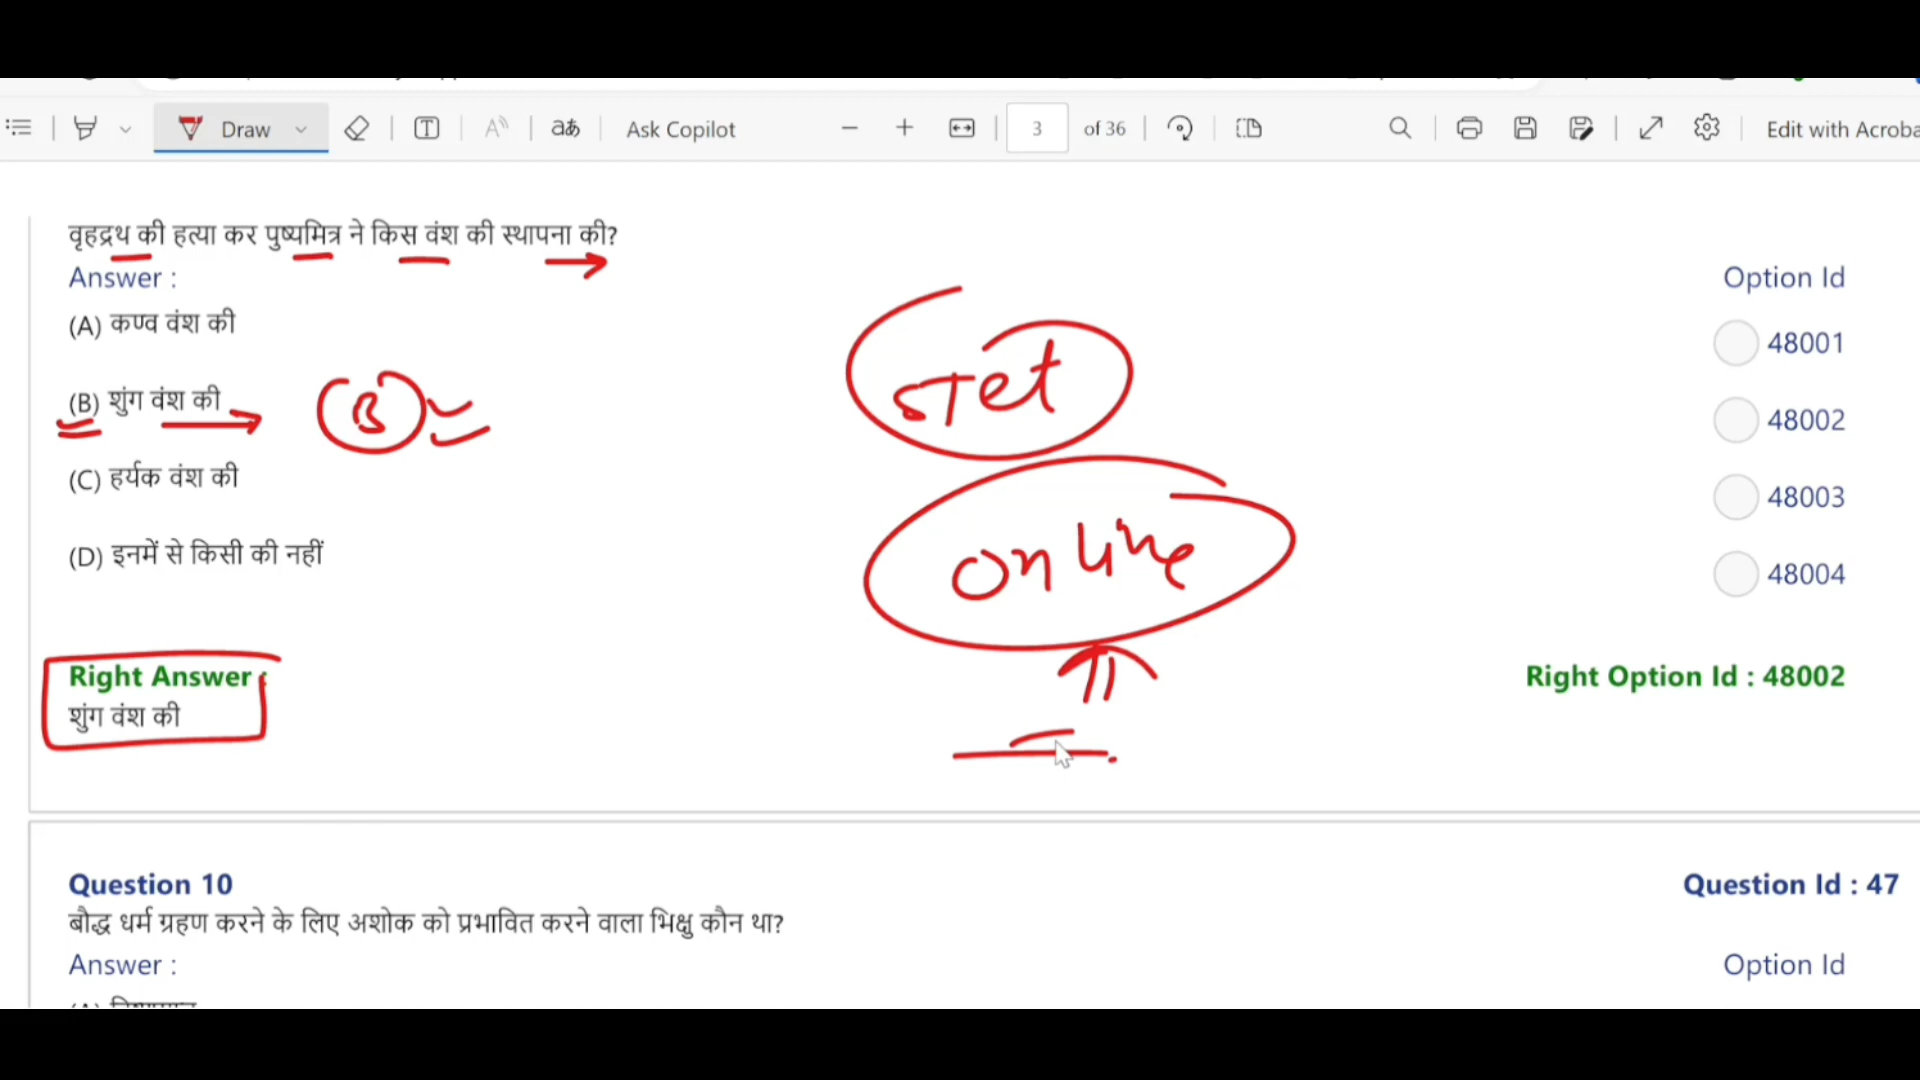 Draw
T
A
aあ
Ask Copilot
3
of 36
Edit with Acroba
वृहद्रथ की हत्या कर पुष्यमित्र ने किस वंश की स्थापना की?
Answer :
Option Id
(A) कण्व वंश की
48001
(B) शुंग वंश की
B
48002
STet
(C) हर्यक वंश की
48003
(D) इनमें से किसी की नहीं
48004
online
Right Answer :
Right Option Id : 48002
शुंग वंश की
Question 10
Question Id : 47
बौद्ध धर्म ग्रहण करने के लिए अशोक को प्रभावित करने वाला भिक्षु कौन था?
Answer :
Option Id